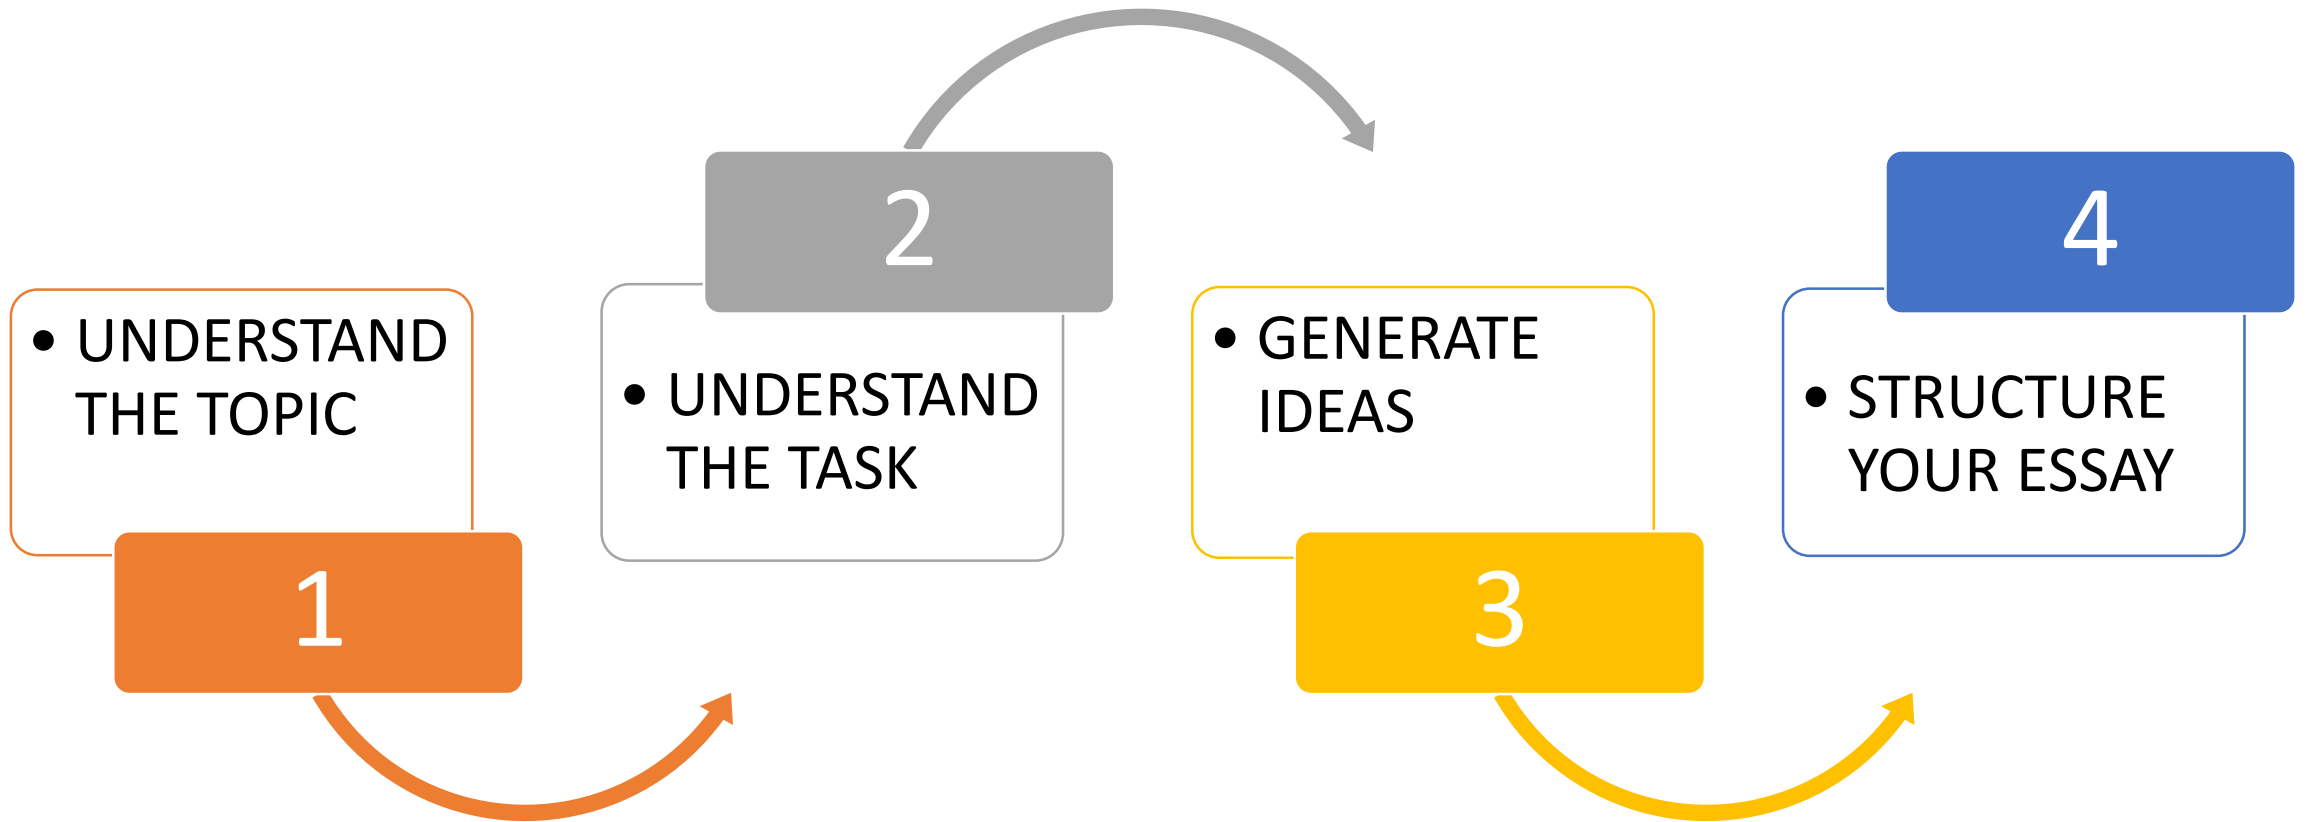 • UNDERSTAND
THE TOPIC
1
2
• UNDERSTAND
THE TASK
• GENERATE
IDEAS
3
4
• STRUCTURE
YOUR ESSAY